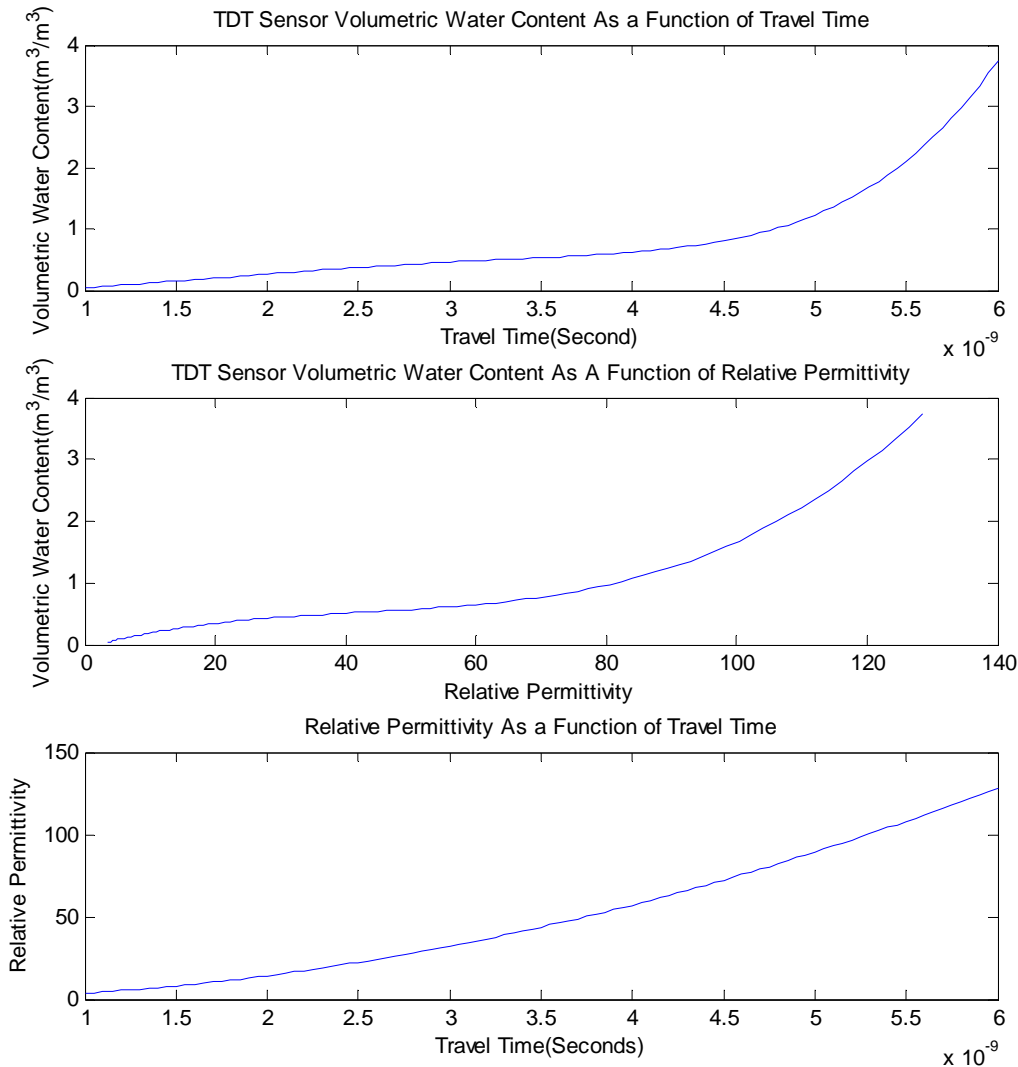 TDT Sensor Volumetric Water Content As a Function of Travel Time
Volumetric Water Content(m^3/m^3)
4
3
2
1
0
1 1.5 2 2.5 3 3.5 4 4.5 5 5.5 6
Travel Time(Second)
x 10^-9
TDT Sensor Volumetric Water Content As A Function of Relative Permittivity
Volumetric Water Content(m^3/m^3)
4
3
2
1
0
0 20 40 60 80 100 120 140
Relative Permittivity
Relative Permittivity As a Function of Travel Time
Relative Permittivity
150
100
50
0
1 1.5 2 2.5 3 3.5 4 4.5 5 5.5 6
Travel Time(Seconds)
x 10^-9